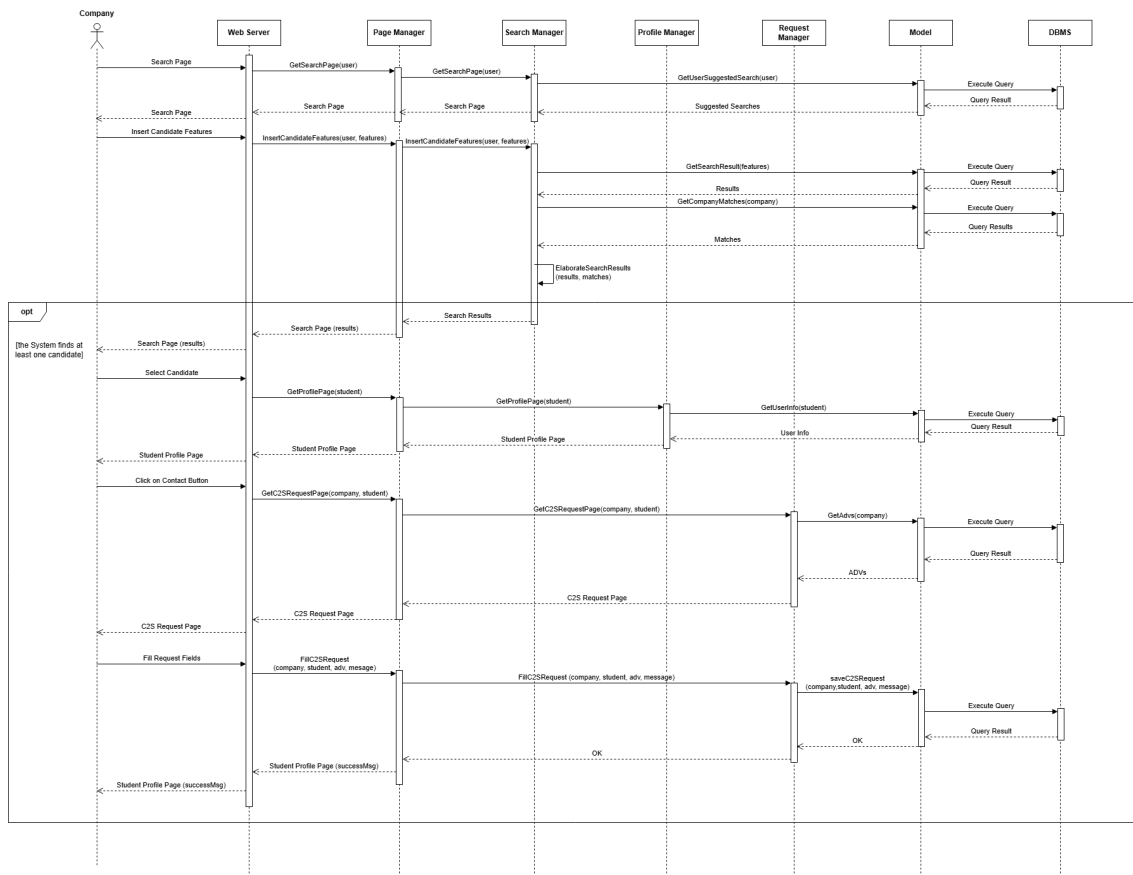 Company
Web Server
Page Manager
Search Manager
Profile Manager
Request
Manager
Model
DBMS
Search Page
GetSearchPage(user)
GetSearchPage(user)
GetUserSuggestedSearch(user)
Execute Query
Query Result
Suggested Searches
Search Page
Search Page
Search Page
Insert Candidate Features
InsertCandidateFeatures(user, features)
InsertCandidateFeatures(user, features)
GetSearchResult(features)
Execute Query
Query Result
Results
GetCompanyMatches(company)
Execute Query
Query Results
Matches
ElaborateSearchResults
(results, matches)
opt
[the System finds at
least one candidate]
Search Results
Search Page (results)
Search Page (results)
Select Candidate
GetProfilePage(student)
GetProfilePage(student)
GetUserInfo(student)
Execute Query
Query Result
User Info
Student Profile Page
Student Profile Page
Student Profile Page
Click on Contact Button
GetC2SRequestPage(company, student)
GetC2SRequestPage(company, student)
GetAdvs(company)
Execute Query
Query Result
ADVs
C2S Request Page
C2S Request Page
C2S Request Page
Fill Request Fields
FillC2SRequest
(company, student, adv, mesage)
FillC2SRequest (company, student, adv, message)
saveC2SRequest
(company,student, adv, message)
Execute Query
Query Result
OK
OK
Student Profile Page (successMsg)
Student Profile Page (successMsg)